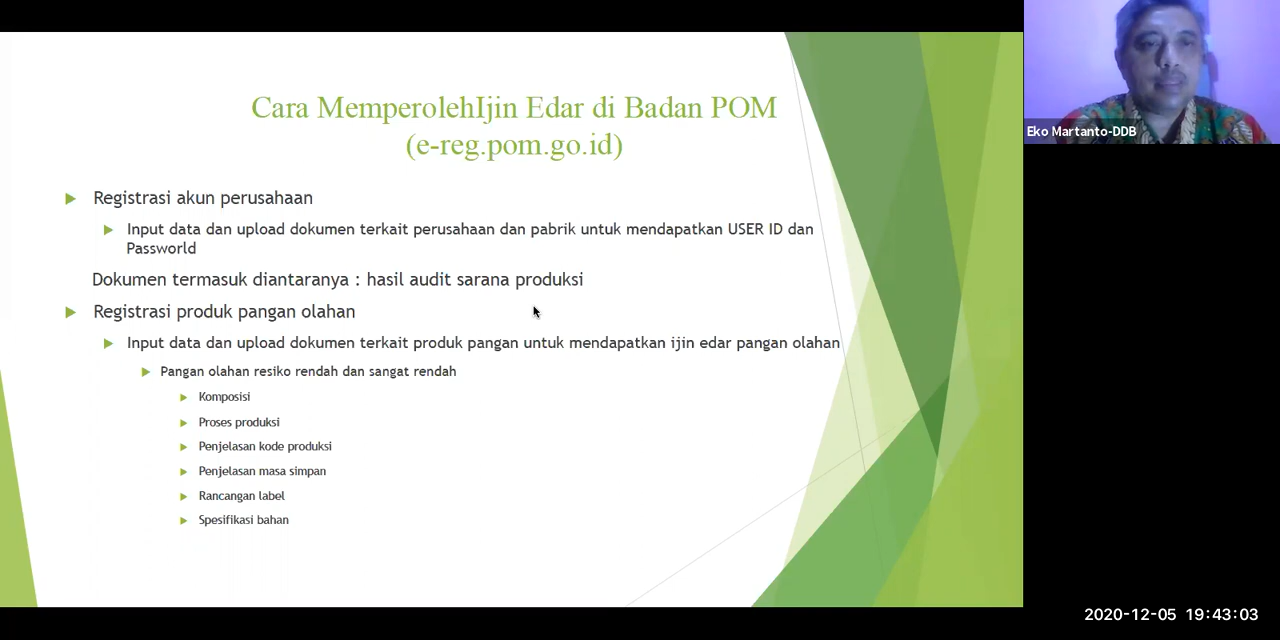 Cara MemperolehIjin Edar di Badan POM
(e-reg.pom.go.id)
Registrasi akun perusahaan
Input data dan upload dokumen terkait perusahaan dan pabrik untuk mendapatkan USER ID dan
Passworld
Dokumen termasuk diantaranya : hasil audit sarana produksi
Registrasi produk pangan olahan
Input data dan upload dokumen terkait produk pangan untuk mendapatkan ijin edar pangan olahan
Pangan olahan resiko rendah dan sangat rendah
Komposisi
Proses produksi
Penjelasan kode produksi
Penjelasan masa simpan
Rancangan label
Spesifikasi bahan
Eko Martanto-DDB
2020-12-05 19:43:03